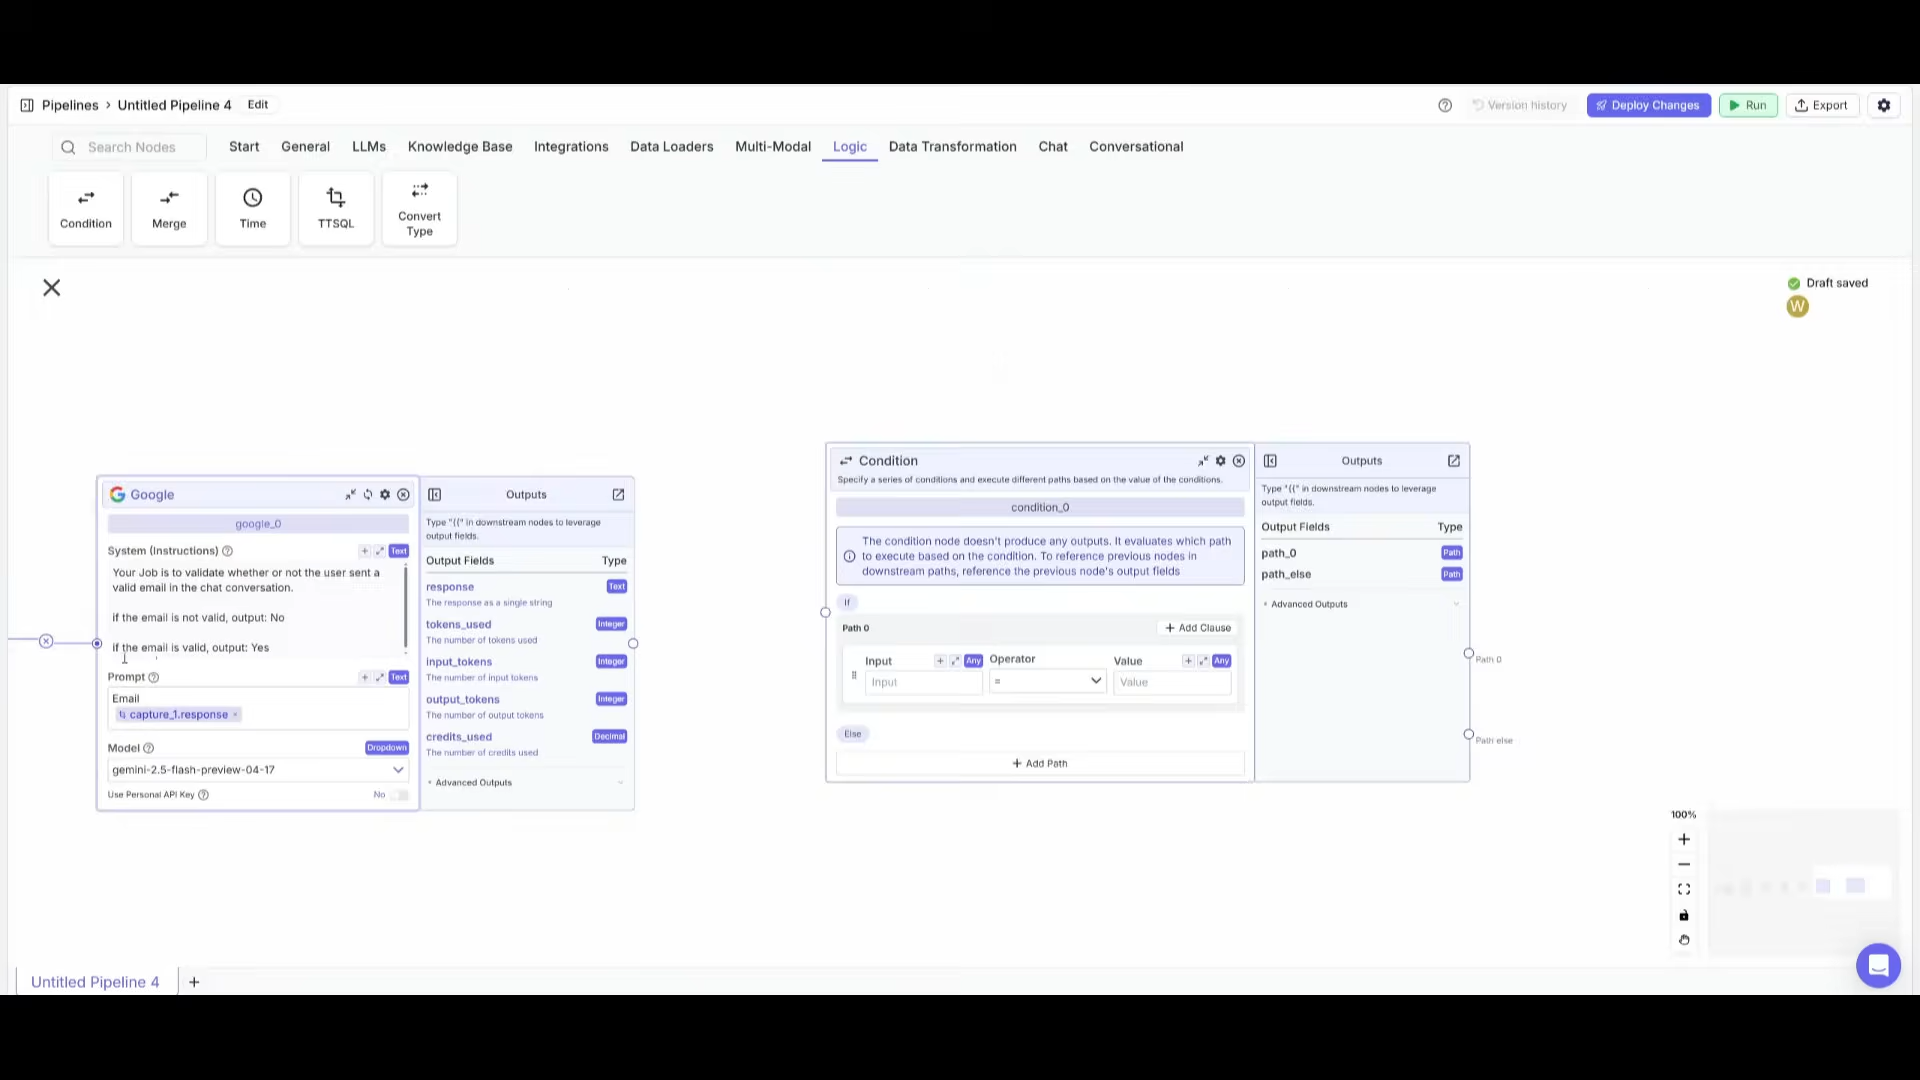 Pipelines › Untitled Pipeline 4 Edit
Version history
Deploy Changes
Run
Export
Search Nodes
Start
General
LLMs
Knowledge Base
Integrations
Data Loaders
Multi-Modal
Logic
Data Transformation
Chat
Conversational
Condition
Merge
Time
TTSQL
Convert
Type
Draft saved
W
Google
google_0
System (Instructions)
Text
Your Job is to validate whether or not the user sent a
valid email in the chat conversation.
if the email is not valid, output: No
if the email is valid, output: Yes
Prompt
Text
Email
capture_1.response
Model
Dropdown
gemini-2.5-flash-preview-04-17
Use Personal API Key
No
Outputs
Type "{{" in downstream nodes to leverage
output fields.
Output Fields Type
response Text
The response as a single string
tokens_used Integer
The number of tokens used
input_tokens Integer
The number of input tokens
output_tokens Integer
The number of output tokens
credits_used Decimal
The number of credits used
Advanced Outputs
Condition
Specify a series of conditions and execute different paths based on the value of the conditions.
condition_0
The condition node doesn't produce any outputs. It evaluates which path
to execute based on the condition. To reference previous nodes in
downstream paths, reference the previous node's output fields
If
Path 0
+ Add Clause
Input Any Operator Value Any
Input = Value
Else
+ Add Path
Outputs
Type "{{" in downstream nodes to leverage
output fields.
Output Fields Type
path_0 Path
path_else Path
Advanced Outputs
Path 0
Path else
100%
Untitled Pipeline 4 +